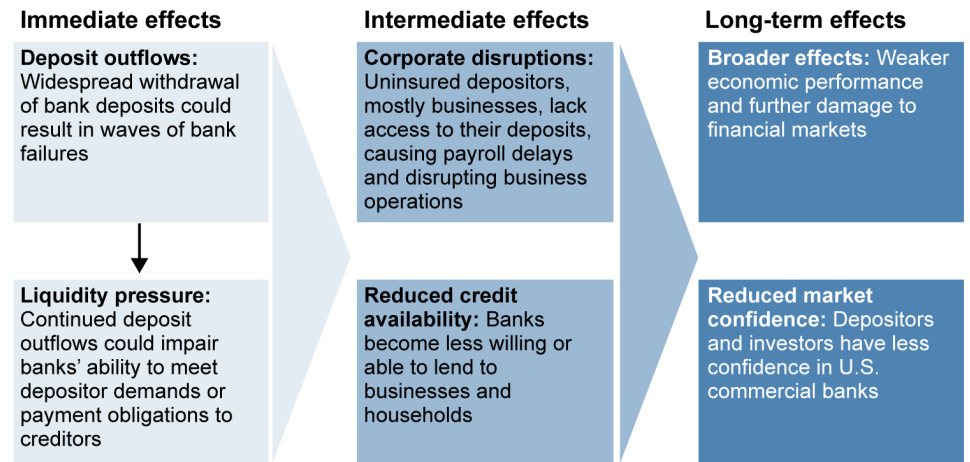 Immediate effects
Deposit outflows:
Widespread withdrawal
of bank deposits could
result in waves of bank
failures
Liquidity pressure:
Continued deposit
outflows could impair
banks’ ability to meet
depositor demands or
payment obligations to
creditors
Intermediate effects
Corporate disruptions:
Uninsured depositors,
mostly businesses, lack
access to their deposits,
causing payroll delays
and disrupting business
operations
Reduced credit
availability: Banks
become less willing or
able to lend to
businesses and
households
Long-term effects
Broader effects: Weaker
economic performance
and further damage to
financial markets
Reduced market
confidence: Depositors
and investors have less
confidence in U.S.
commercial banks